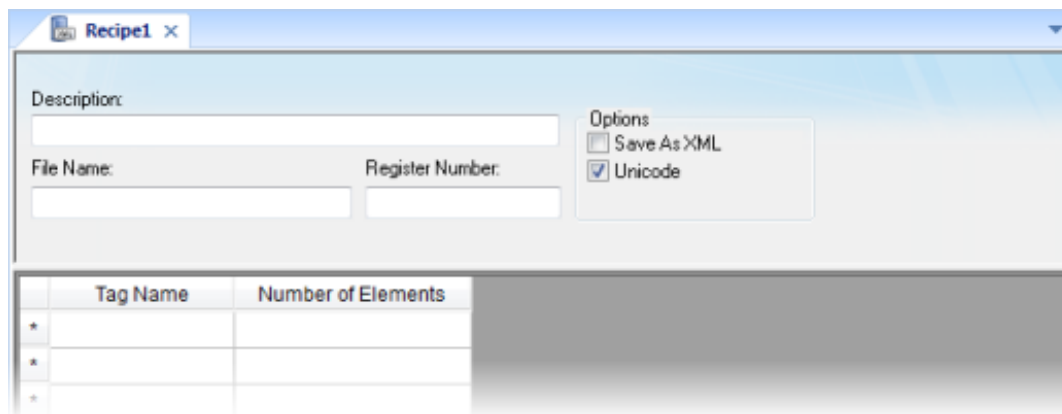 Recipe1
Description:
Options
Save As XML
File Name:
Register Number:
Unicode
Tag Name
Number of Elements
*
*
*